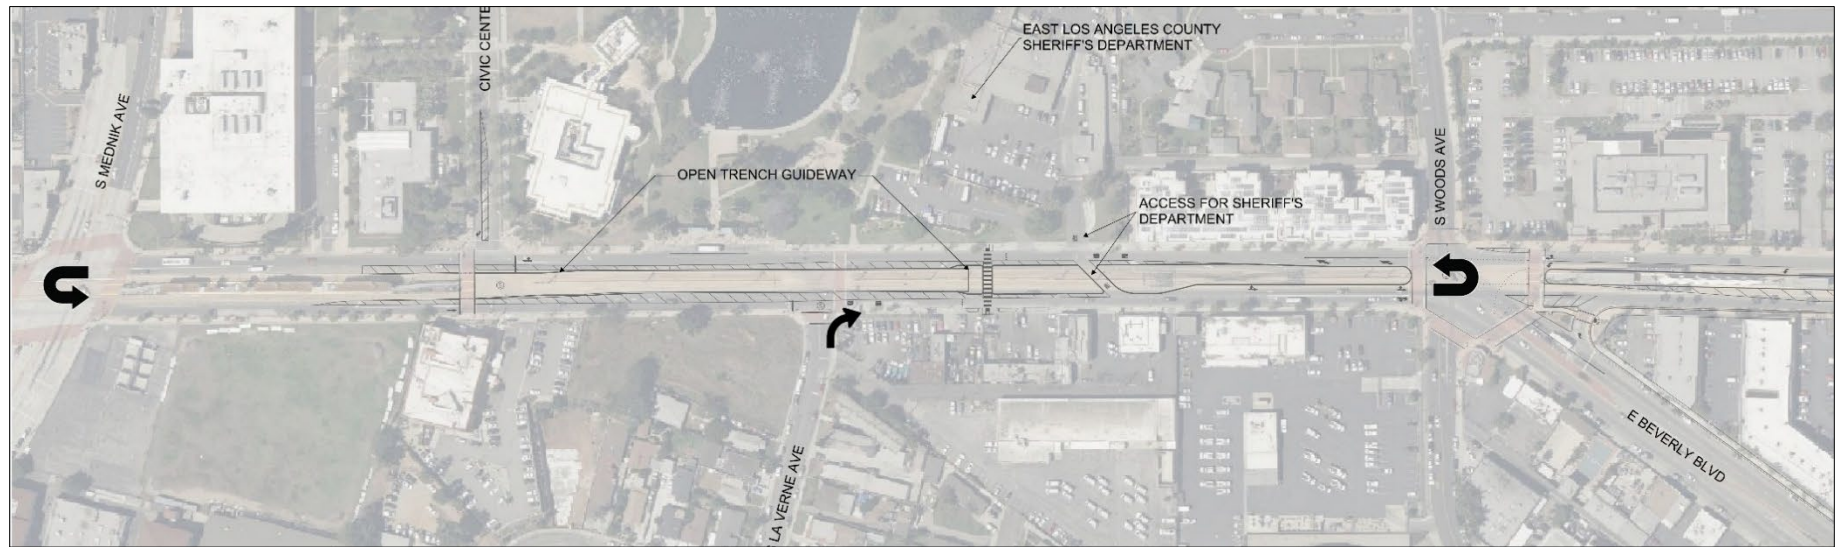 EAST LOS ANGELES COUNTY
SHERIFF'S DEPARTMENT
CIVIC CENTE
S MEDNIK AVE
OPEN TRENCH GUIDEWAY
S WOODS AVE
ACCESS FOR SHERIFF'S
DEPARTMENT
E BEVERLY BLVD
LA VERNE AVE